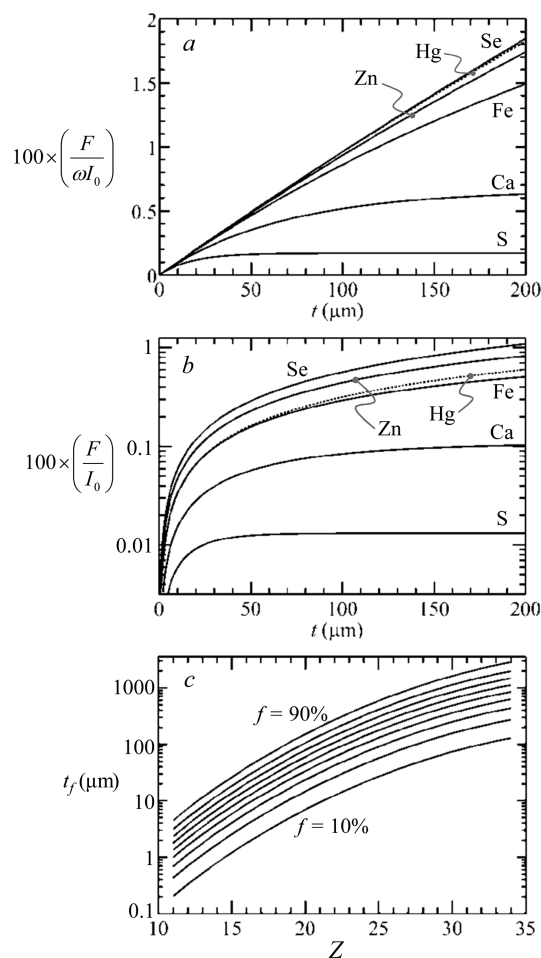 a
2
1.5
1
0.5
0
100×(F/ωI₀)
Se
Hg
Zn
Fe
Ca
S
0 50 100 150 200
t (μm)
b
1
0.1
0.01
100×(F/I₀)
Se
Zn
Fe
Hg
Ca
S
0 50 100 150 200
t (μm)
c
1000
100
10
1
0.1
t_f (μm)
f = 90%
f = 10%
10 15 20 25 30 35
Z